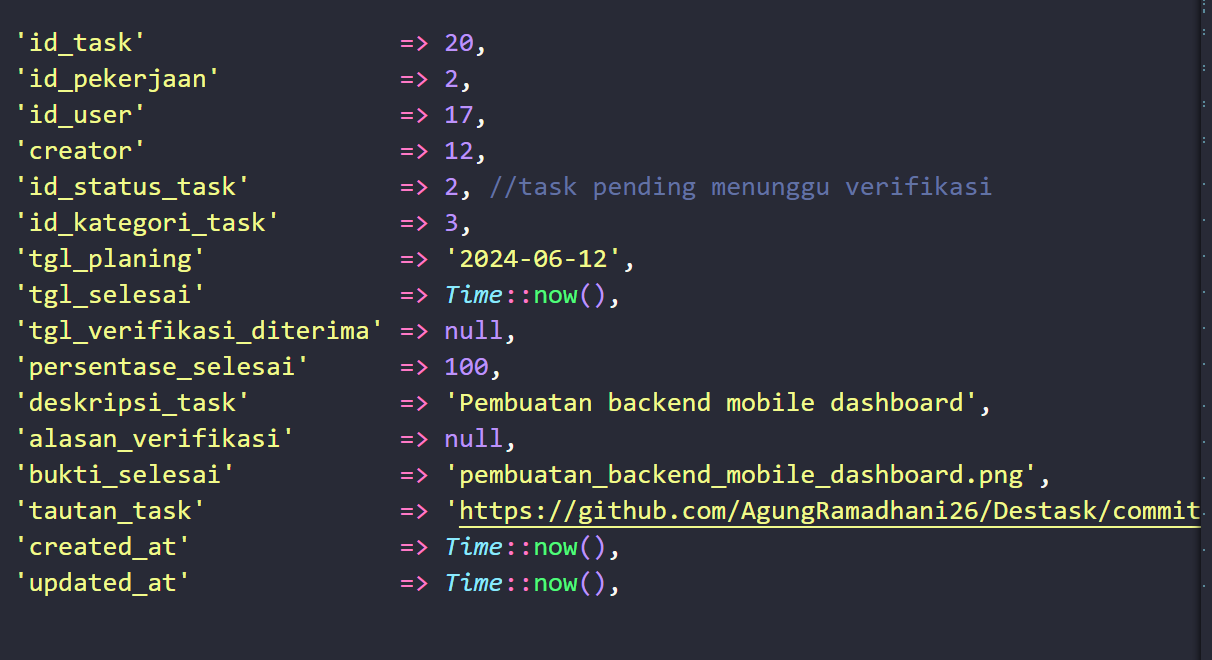 'id_task' => 20,
'id_pekerjaan' => 2,
'id_user' => 17,
'creator' => 12,
'id_status_task' => 2, //task pending menunggu verifikasi
'id_kategori_task' => 3,
'tgl_planing' => '2024-06-12',
'tgl_selesai' => Time::now(),
'tgl_verifikasi_diterima' => null,
'persentase_selesai' => 100,
'deskripsi_task' => 'Pembuatan backend mobile dashboard',
'alasan_verifikasi' => null,
'bukti_selesai' => 'pembuatan_backend_mobile_dashboard.png',
'tautan_task' => 'https://github.com/AgungRamadhani26/Destask/commit
'created_at' => Time::now(),
'updated_at' => Time::now(),